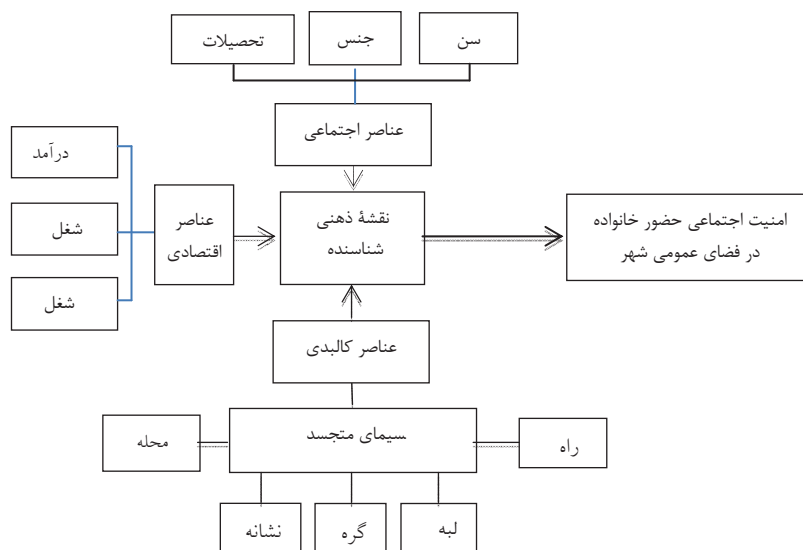 سن
جنس
تحصیلات
عناصر اجتماعی
درآمد
شغل
شغل
عناصر
اقتصادی
نقشهٔ ذهنی
شناسنده
امنیت اجتماعی حضور خانواده
در فضای عمومی شهر
عناصر کالبدی
سیمای متجسد
راه
محله
لبه
گره
نشانه